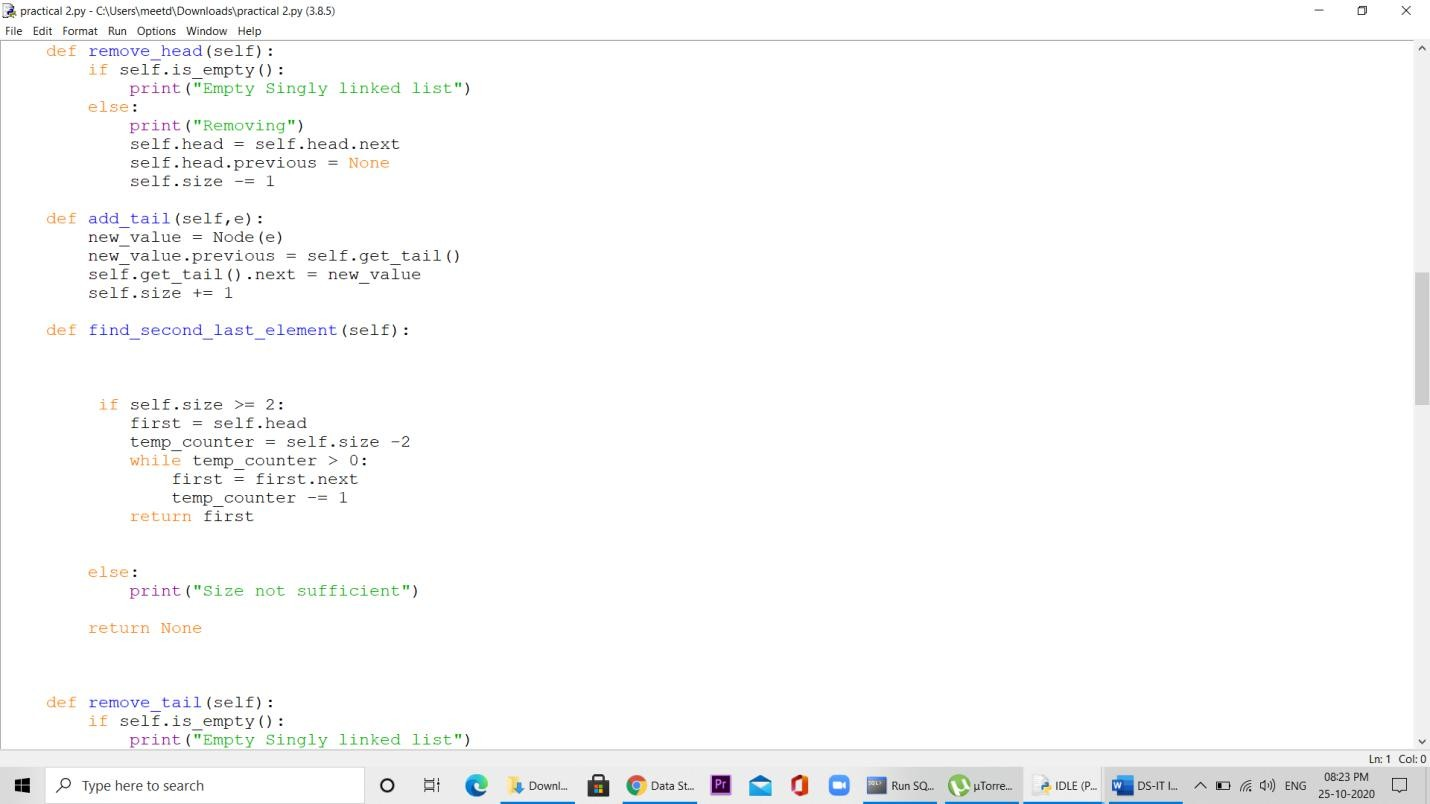 practical 2.py - C:\Users\meetd\Downloads\practical 2.py (3.8.5)
File Edit Format Run Options Window Help
    def remove_head(self):
        if self.is_empty():
            print("Empty Singly linked list")
        else:
            print("Removing")
            self.head = self.head.next
            self.head.previous = None
            self.size -= 1
    def add_tail(self,e):
        new_value = Node(e)
        new_value.previous = self.get_tail()
        self.get_tail().next = new_value
        self.size += 1
    def find_second_last_element(self):
         if self.size >= 2:
            first = self.head
            temp_counter = self.size -2
            while temp_counter > 0:
                first = first.next
                temp_counter -= 1
            return first
        else:
            print("Size not sufficient")
        return None
    def remove_tail(self):
        if self.is_empty():
            print("Empty Singly linked list")
Ln: 1 Col: 0
Type here to search
Downl...
Data St...
Pr
Run SQ...
µTorre...
IDLE (P...
W
DS-IT I...
ENG
08:23 PM
25-10-2020